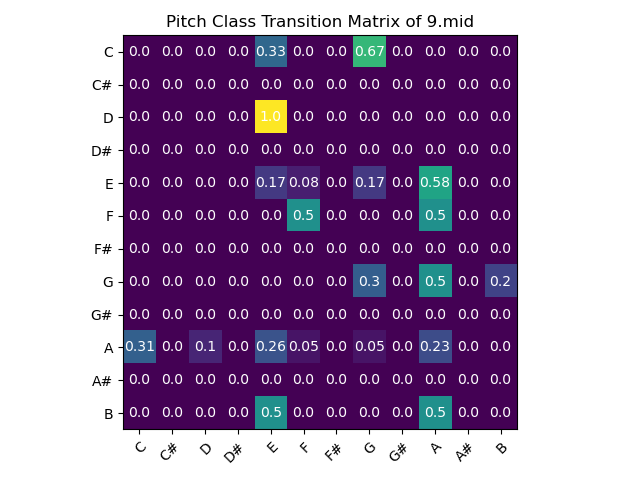 Pitch Class Transition Matrix of 9.mid
C 0.0 0.0 0.0 0.0 0.33 0.0 0.0 0.67 0.0 0.0 0.0 0.0
C# 0.0 0.0 0.0 0.0 0.0 0.0 0.0 0.0 0.0 0.0 0.0 0.0
D 0.0 0.0 0.0 0.0 1.0 0.0 0.0 0.0 0.0 0.0 0.0 0.0
D# 0.0 0.0 0.0 0.0 0.0 0.0 0.0 0.0 0.0 0.0 0.0 0.0
E 0.0 0.0 0.0 0.0 0.17 0.08 0.0 0.17 0.0 0.58 0.0 0.0
F 0.0 0.0 0.0 0.0 0.0 0.5 0.0 0.0 0.0 0.5 0.0 0.0
F# 0.0 0.0 0.0 0.0 0.0 0.0 0.0 0.0 0.0 0.0 0.0 0.0
G 0.0 0.0 0.0 0.0 0.0 0.0 0.0 0.3 0.0 0.5 0.0 0.2
G# 0.0 0.0 0.0 0.0 0.0 0.0 0.0 0.0 0.0 0.0 0.0 0.0
A 0.31 0.0 0.1 0.0 0.26 0.05 0.0 0.05 0.0 0.23 0.0 0.0
A# 0.0 0.0 0.0 0.0 0.0 0.0 0.0 0.0 0.0 0.0 0.0 0.0
B 0.0 0.0 0.0 0.0 0.5 0.0 0.0 0.0 0.0 0.5 0.0 0.0
C C# D D# E F F# G G# A A# B